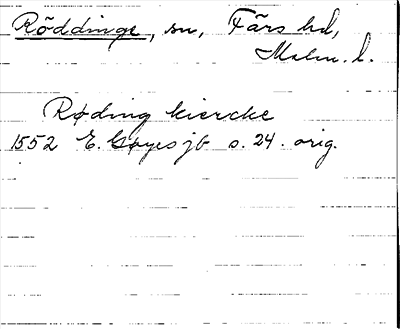 Röddinge, sn, Färs hd,
Malm. l.
Røding kiercke
1552 E. Gøyes jb s. 24. orig.